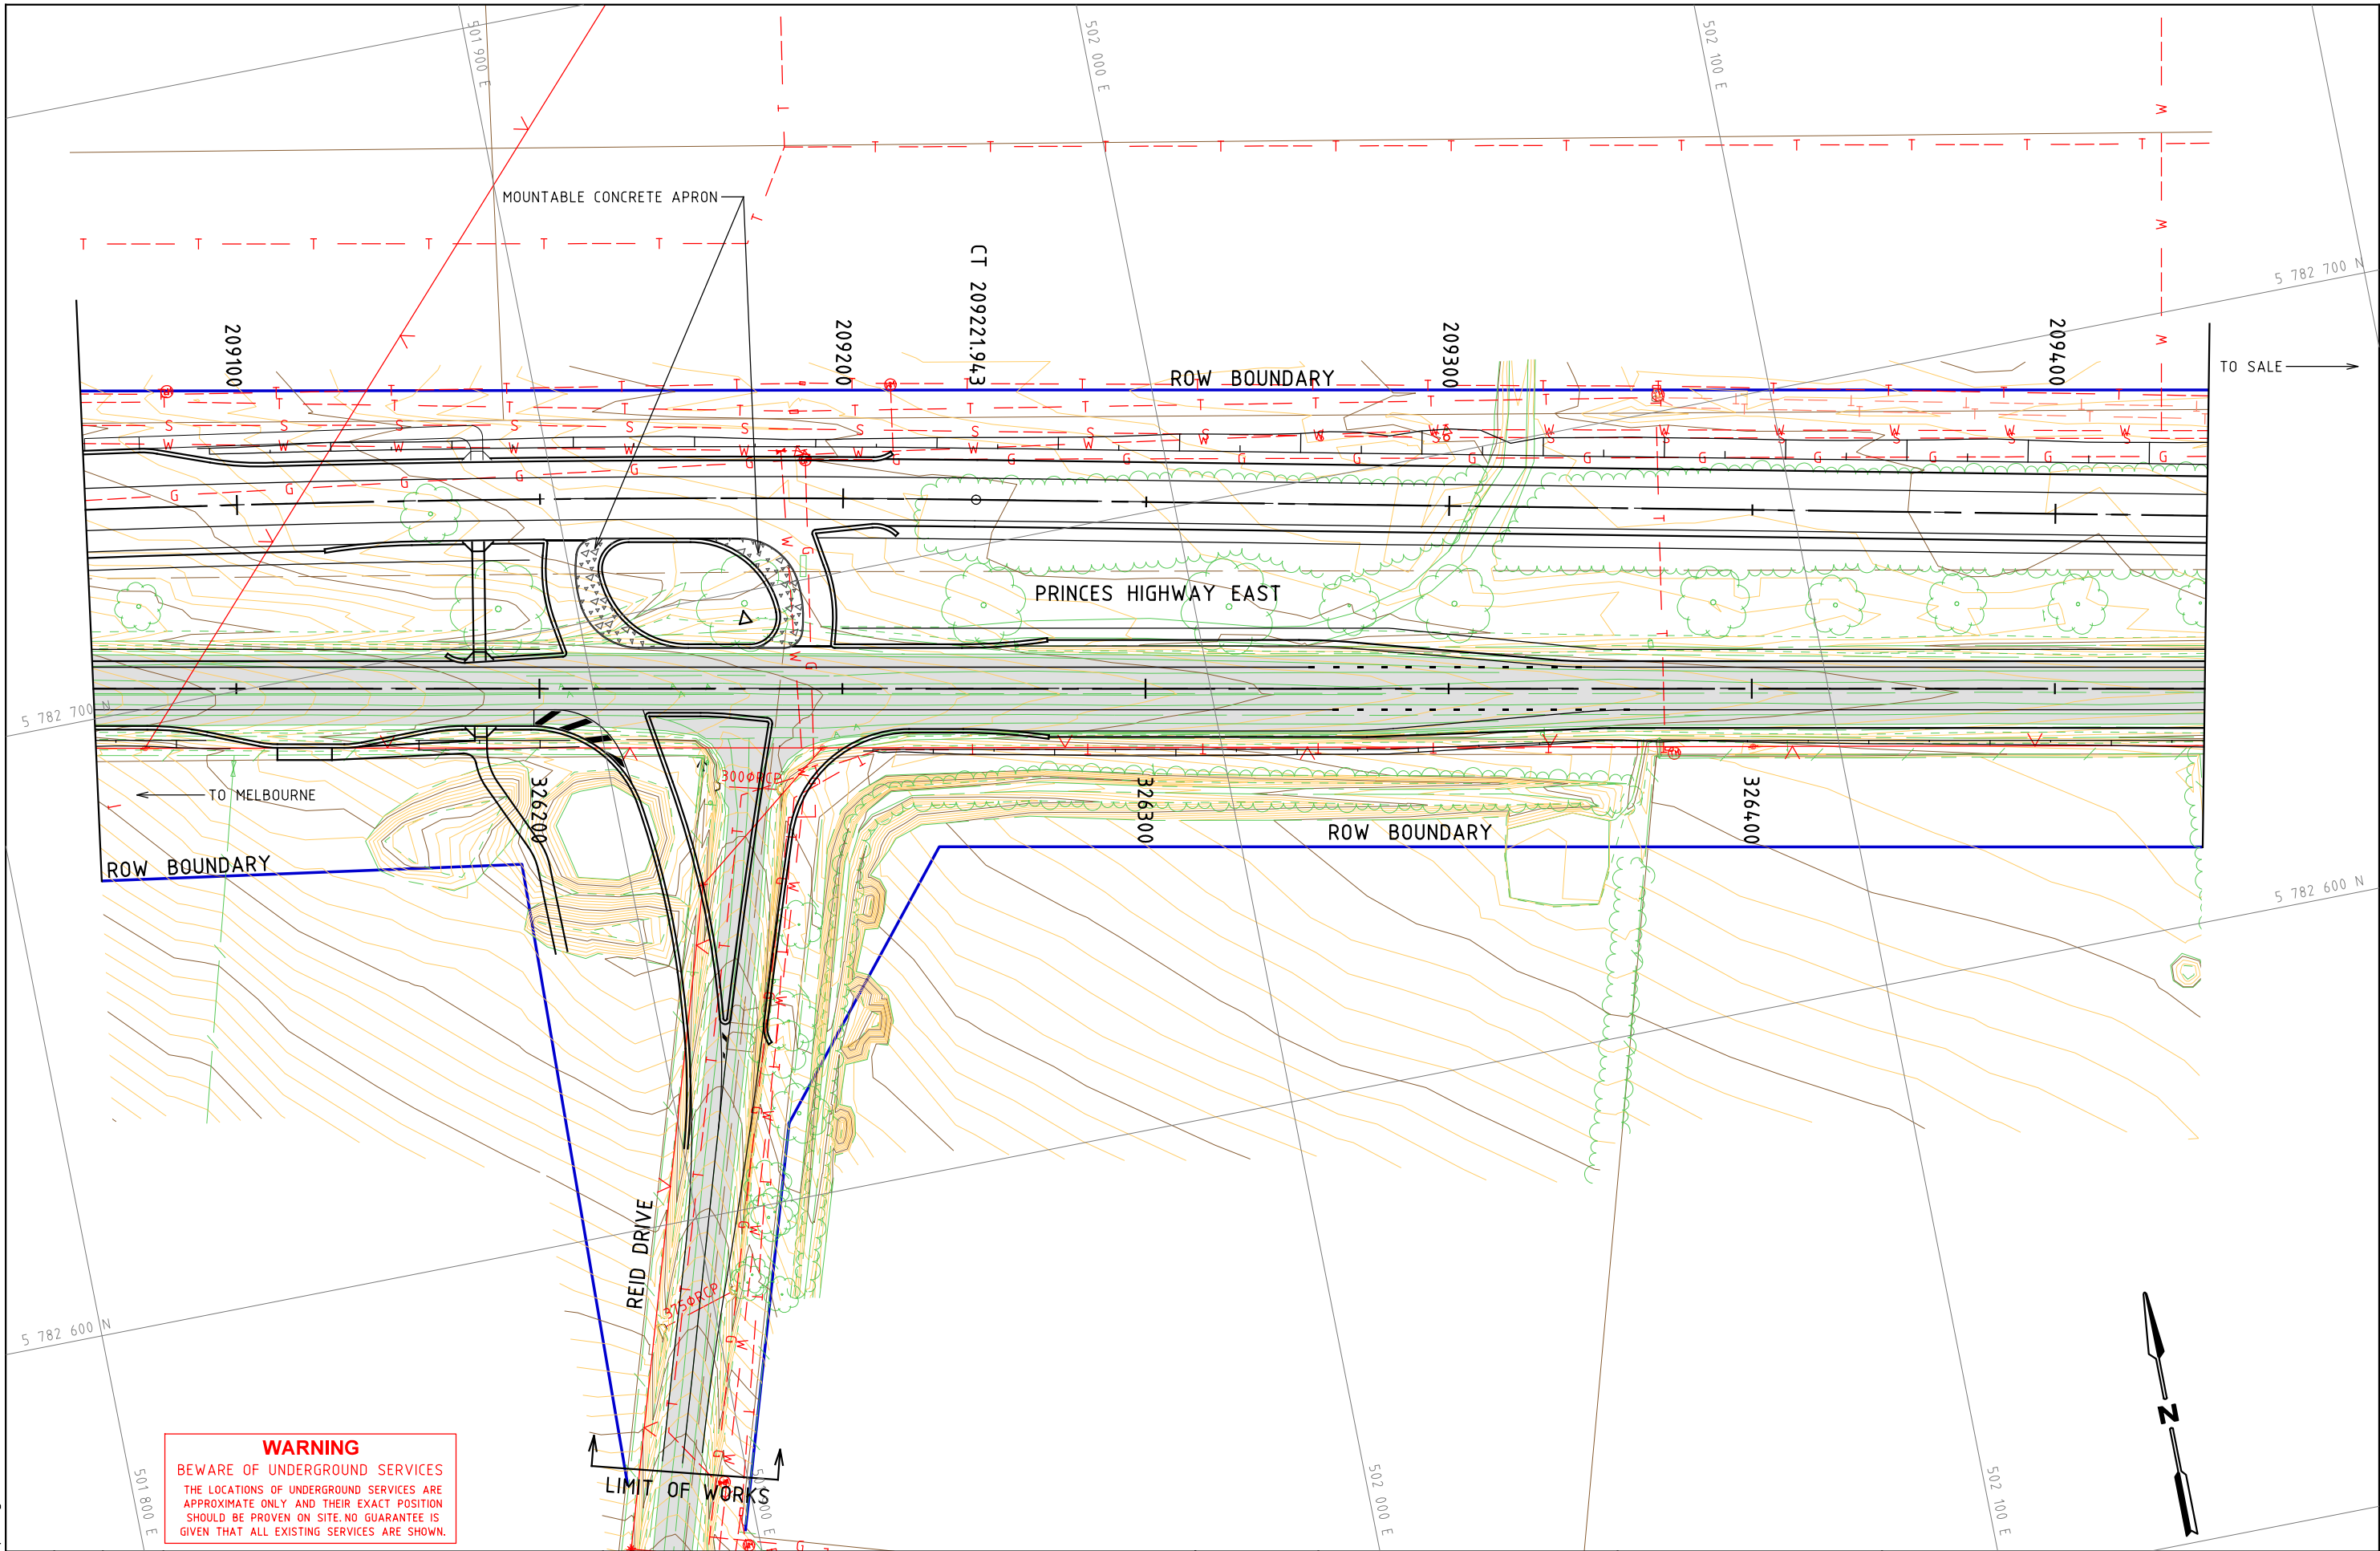 501 900 E
502 000 E
502 100 E
MOUNTABLE CONCRETE APRON
5 782 700 N
209100
209200
CT 209221.943
209300
209400
ROW BOUNDARY
TO SALE
PRINCES HIGHWAY EAST
5 782 700 N
300ØRCP
TO MELBOURNE
326200
326300
326400
ROW BOUNDARY
ROW BOUNDARY
5 782 600 N
REID DRIVE
375ØRCP
5 782 600 N
LIMIT OF WORKS
N
WARNING
BEWARE OF UNDERGROUND SERVICES
THE LOCATIONS OF UNDERGROUND SERVICES ARE
APPROXIMATE ONLY AND THEIR EXACT POSITION
SHOULD BE PROVEN ON SITE. NO GUARANTEE IS
GIVEN THAT ALL EXISTING SERVICES ARE SHOWN.
501 800 E
502 000 E
502 100 E